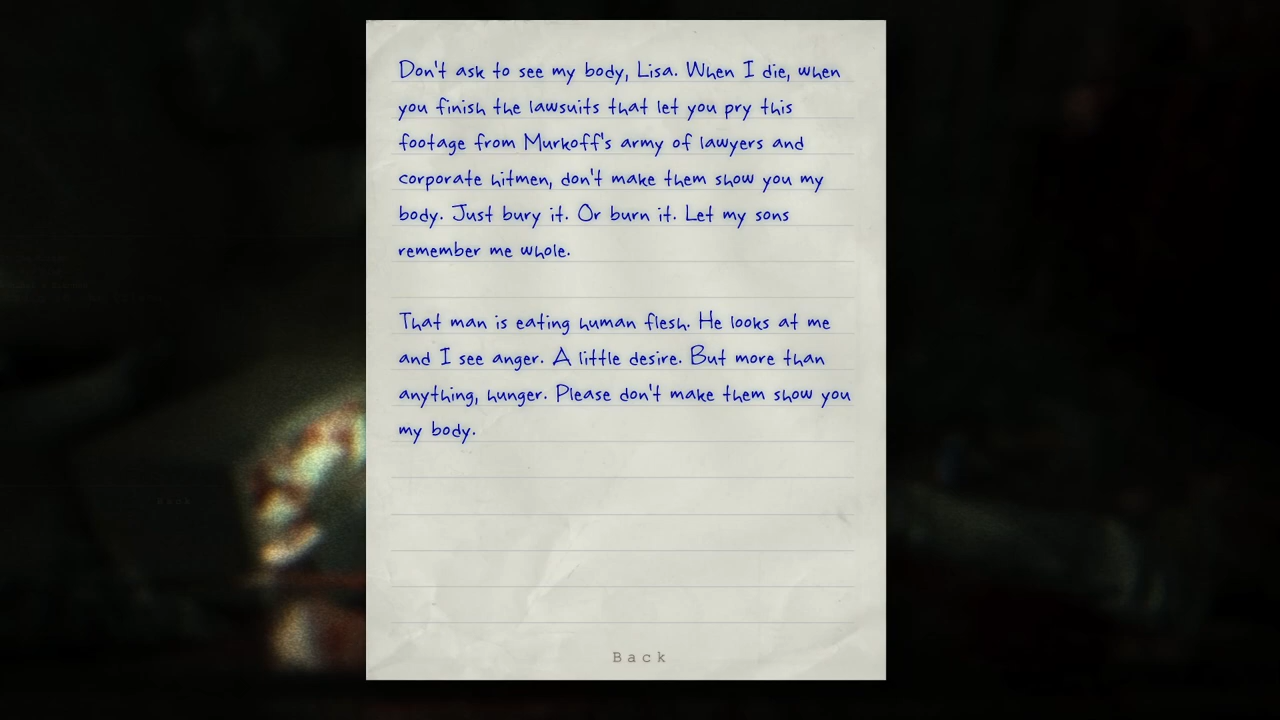 Don't ask to see my body, Lisa. When I die, when
you finish the lawsuits that let you pry this
footage from Murkoff's army of lawyers and
corporate hitmen, don't make them show you my
body. Just bury it. Or burn it. Let my sons
remember me whole.
That man is eating human flesh. He looks at me
and I see anger. A little desire. But more than
anything, hunger. Please don't make them show you
my body.
Back